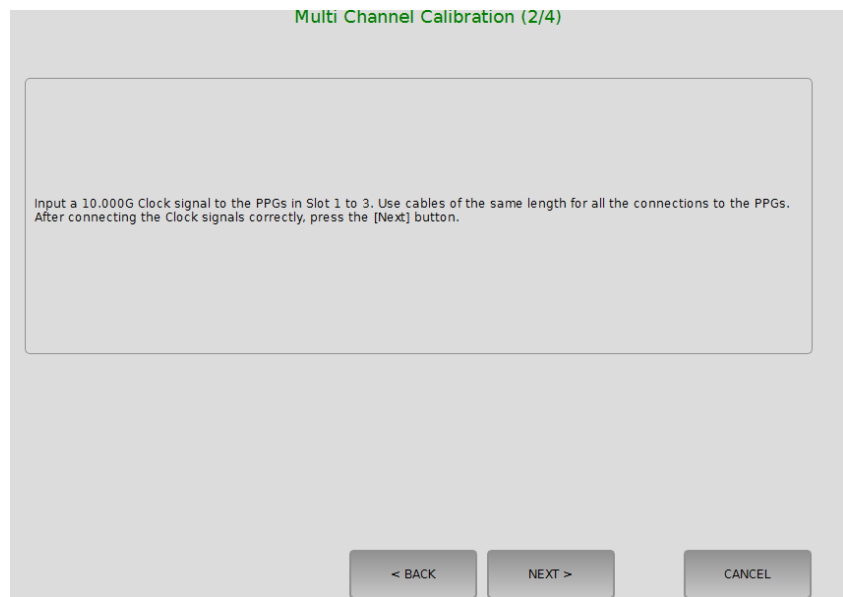 Multi Channel Calibration (2/4)
Input a 10.000G Clock signal to the PPGs in Slot 1 to 3. Use cables of the same length for all the connections to the PPGs.
After connecting the Clock signals correctly, press the [Next] button.
< BACK
NEXT >
CANCEL